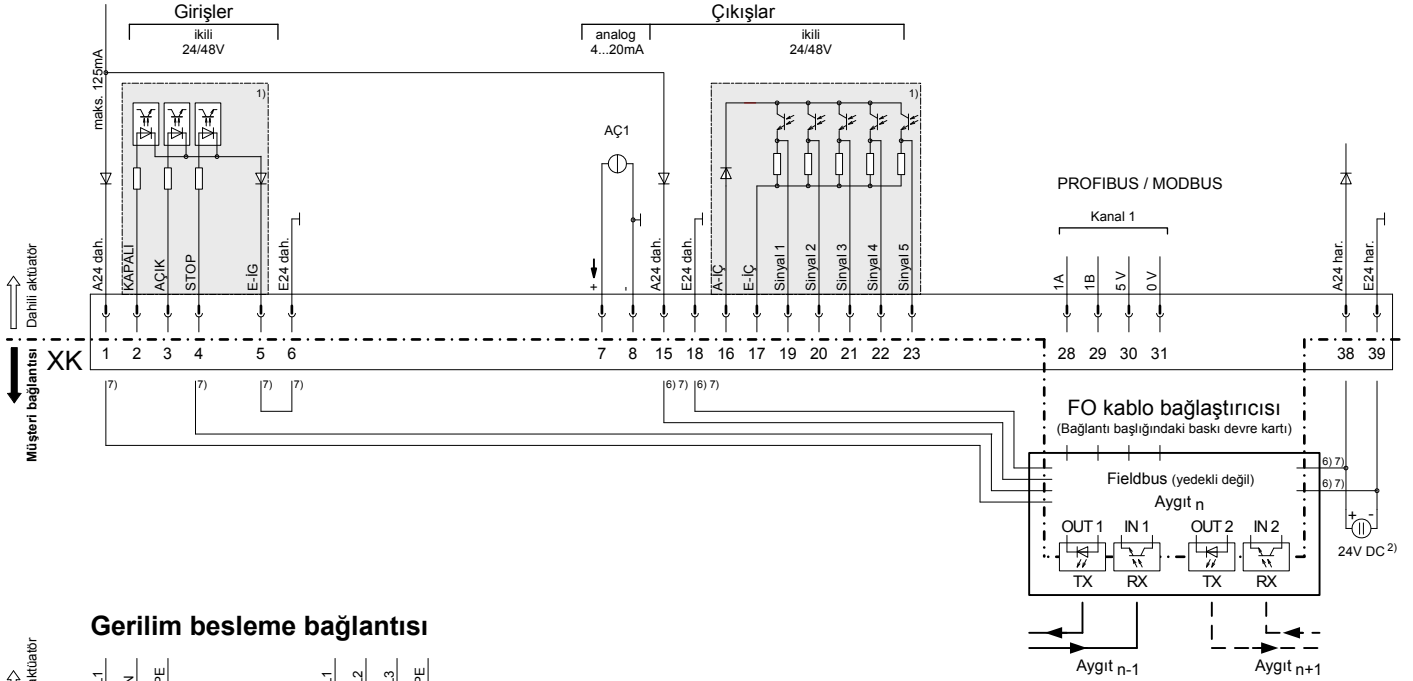 Girişler
ikili
24/48V
Çıkışlar
analog
4...20mA
ikili
24/48V
maks. 125mA
1)
AÇ1
1)
PROFIBUS / MODBUS
Kanal 1
Dahili aktüatör
A24 dah.
KAPALI
AÇIK
STOP
E-İG
E24 dah.
+
-
A24 dah.
E24 dah.
A-İÇ
E-İÇ
Sinyal 1
Sinyal 2
Sinyal 3
Sinyal 4
Sinyal 5
1A
1B
5 V
0 V
A24 har.
E24 har.
XK 1 2 3 4 5 6 7 8 15 18 16 17 19 20 21 22 23 28 29 30 31 38 39
Müşteri bağlantısı
7) 7) 7) 7) 6) 7) 6) 7)
FO kablo bağlaştırıcısı
(Bağlantı başlığındaki baskı devre kartı)
Fieldbus (yedekli değil)
Aygıt n
6) 7)
6) 7)
OUT 1 IN 1 OUT 2 IN 2
TX RX TX RX
+ -
24V DC 2)
Aygıt n-1
Aygıt n+1
Gerilim besleme bağlantısı
L1
N
PE
L1
L2
L3
PE